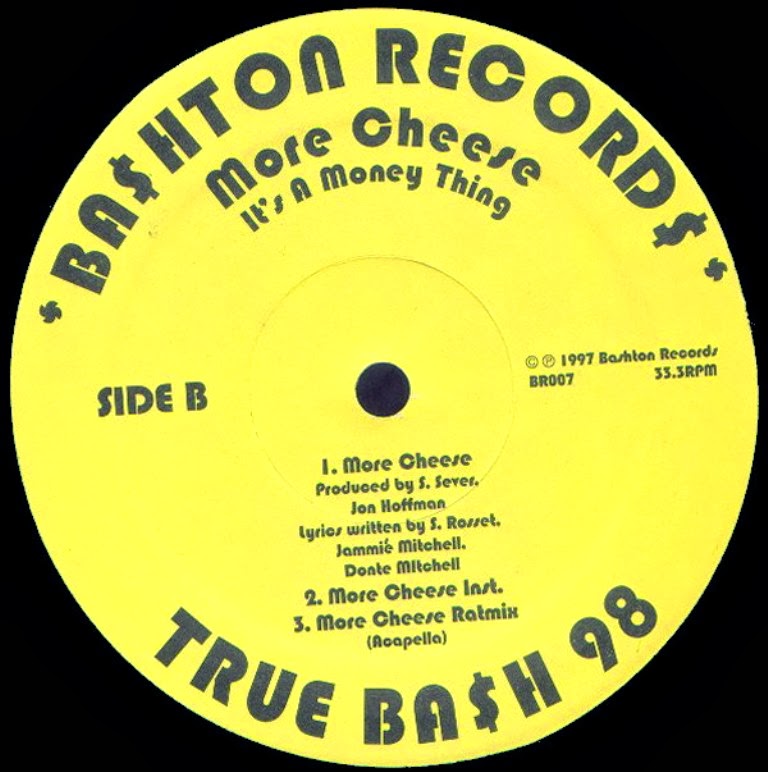 * BA$HTON RECORD$ *
More Cheese
It's A Money Thing
SIDE B
© ℗ 1997 Bashton Records
BR007 33.3RPM
1. More Cheese
Produced by S. Sever,
Jon Hoffman
Lyrics written by S. Rosset,
Jammié Mitchell,
Donte MItchell
2. More Cheese Inst.
3. More Cheese Ratmix
(Acapella)
TRUE BA$H 98